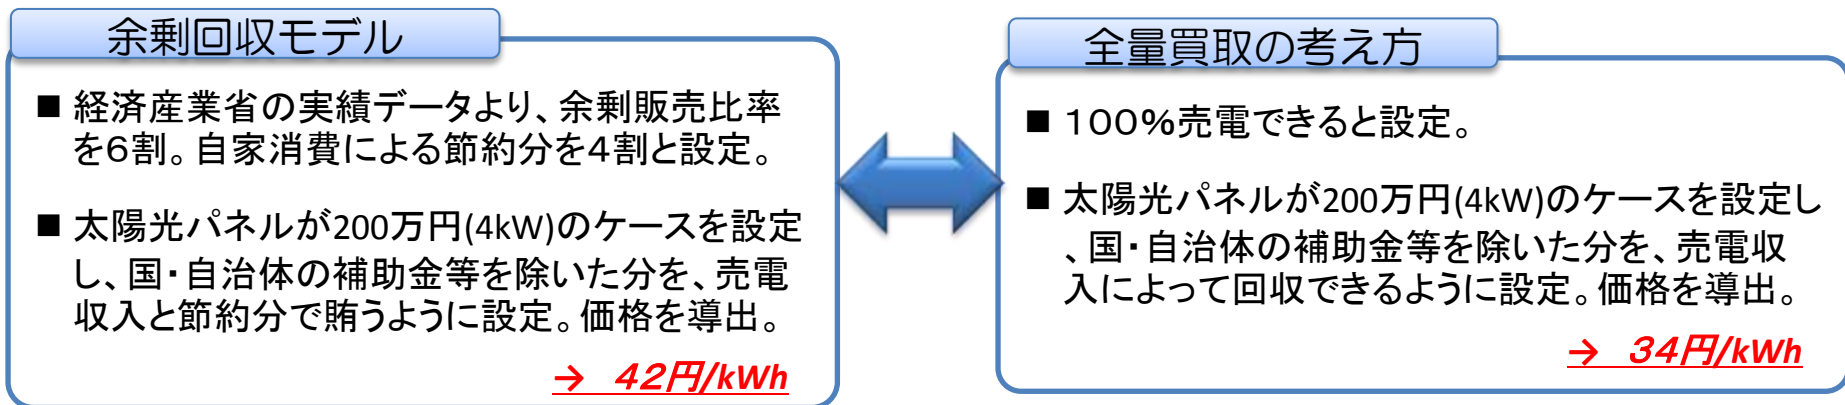 余剰回収モデル
■ 経済産業省の実績データより、余剰販売比率
を6割。自家消費による節約分を4割と設定。
■ 太陽光パネルが200万円(4kW)のケースを設定
し、国・自治体の補助金等を除いた分を、売電
収入と節約分で賄うように設定。価格を導出。
→ 42円/kWh
全量買取の考え方
■ 100%売電できると設定。
■ 太陽光パネルが200万円(4kW)のケースを設定し
、国・自治体の補助金等を除いた分を、売電収
入によって回収できるように設定。価格を導出。
→ 34円/kWh